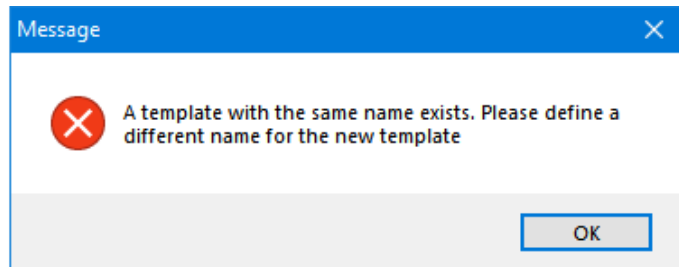 Message
A template with the same name exists. Please define a
different name for the new template
OK